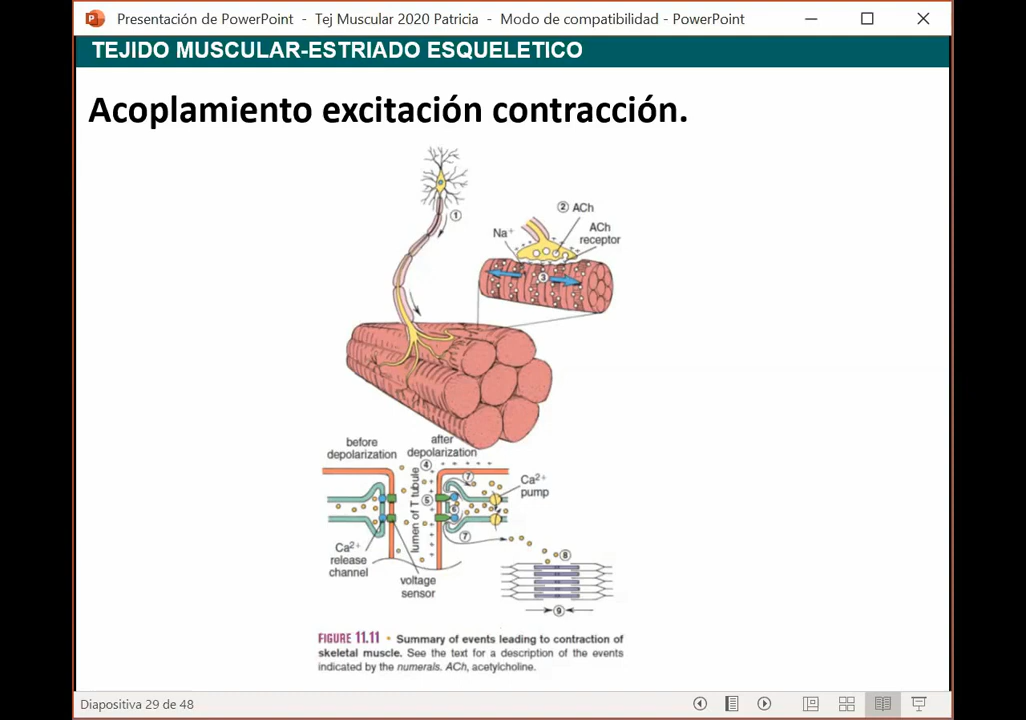 Presentación de PowerPoint - Tej Muscular 2020 Patricia - Modo de compatibilidad - PowerPoint
TEJIDO MUSCULAR-ESTRIADO ESQUELETICO
Acoplamiento excitación contracción.
①
② ACh
Na⁺
ACh
receptor
③
before
depolarization
after
depolarization
④
⑦
Ca²⁺
pump
⑤
⑥
lumen of T tubule
⑦
⑧
Ca²⁺
release
channel
voltage
sensor
⑨
FIGURE 11.11 • Summary of events leading to contraction of
skeletal muscle. See the text for a description of the events
indicated by the numerals. ACh, acetylcholine.
Diapositiva 29 de 48